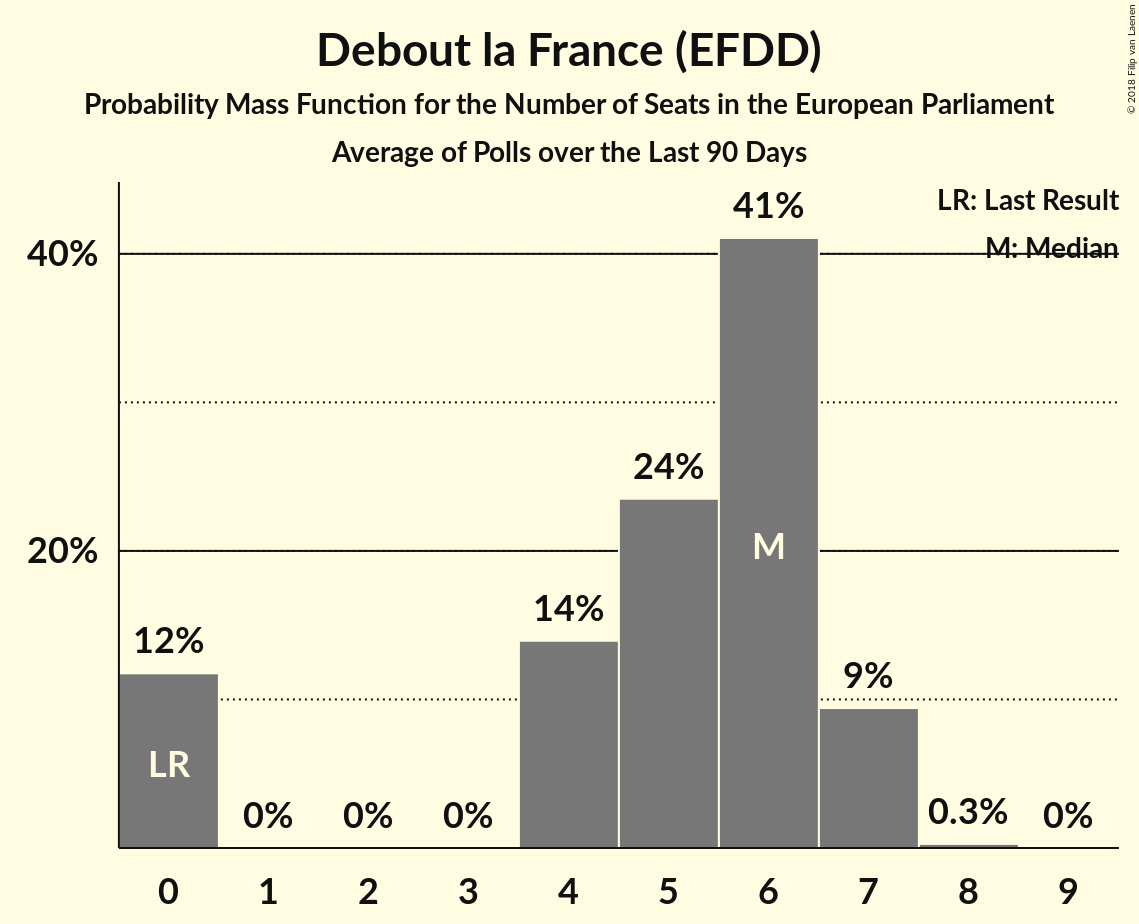 Debout la France (EFDD)
Probability Mass Function for the Number of Seats in the European Parliament
Average of Polls over the Last 90 Days
© 2018 Filip van Laenen
LR: Last Result
M: Median
40%
20%
12%
0%
0%
0%
14%
24%
41%
9%
0.3%
0%
LR
M
0 1 2 3 4 5 6 7 8 9